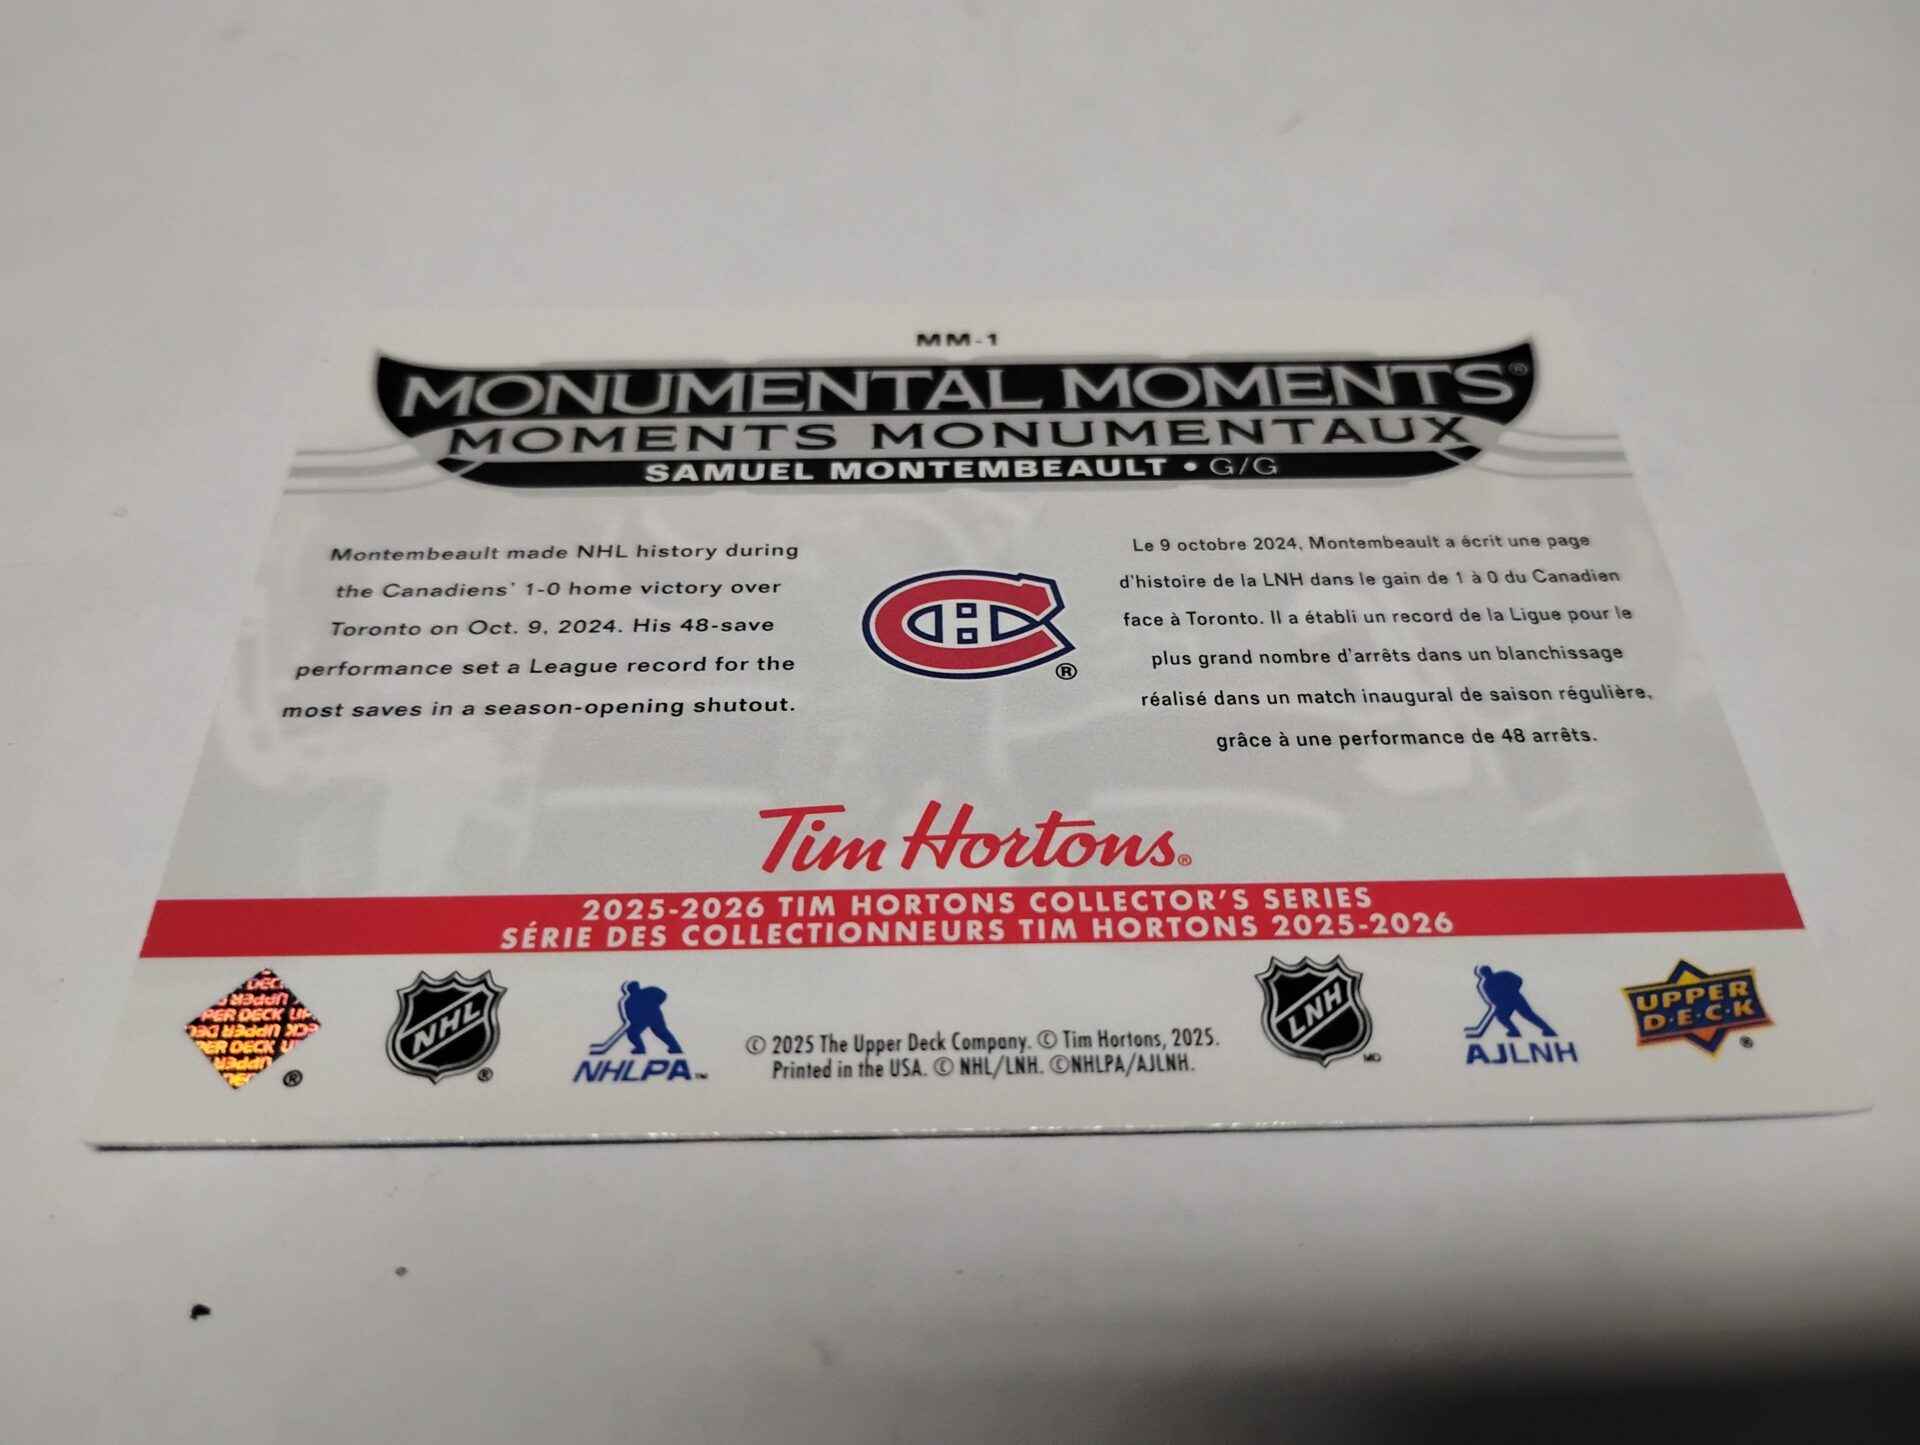 MM-1
MONUMENTAL MOMENTS®
MOMENTS MONUMENTAUX
SAMUEL MONTEMBEAULT • G/G
Montembeault made NHL history during
the Canadiens' 1-0 home victory over
Toronto on Oct. 9, 2024. His 48-save
performance set a League record for the
most saves in a season-opening shutout.
CH
®
Le 9 octobre 2024, Montembeault a écrit une page
d'histoire de la LNH dans le gain de 1 à 0 du Canadien
face à Toronto. Il a établi un record de la Ligue pour le
plus grand nombre d'arrêts dans un blanchissage
réalisé dans un match inaugural de saison régulière,
grâce à une performance de 48 arrêts.
Tim Hortons®
2025-2026 TIM HORTONS COLLECTOR'S SERIES
SÉRIE DES COLLECTIONNEURS TIM HORTONS 2025-2026
UPPER DECK
®
NHL
®
NHLPA™
© 2025 The Upper Deck Company. © Tim Hortons, 2025.
Printed in the USA. © NHL/LNH. ©NHLPA/AJLNH.
LNH
MD
AJLNH
UPPER
D·E·C·K
®